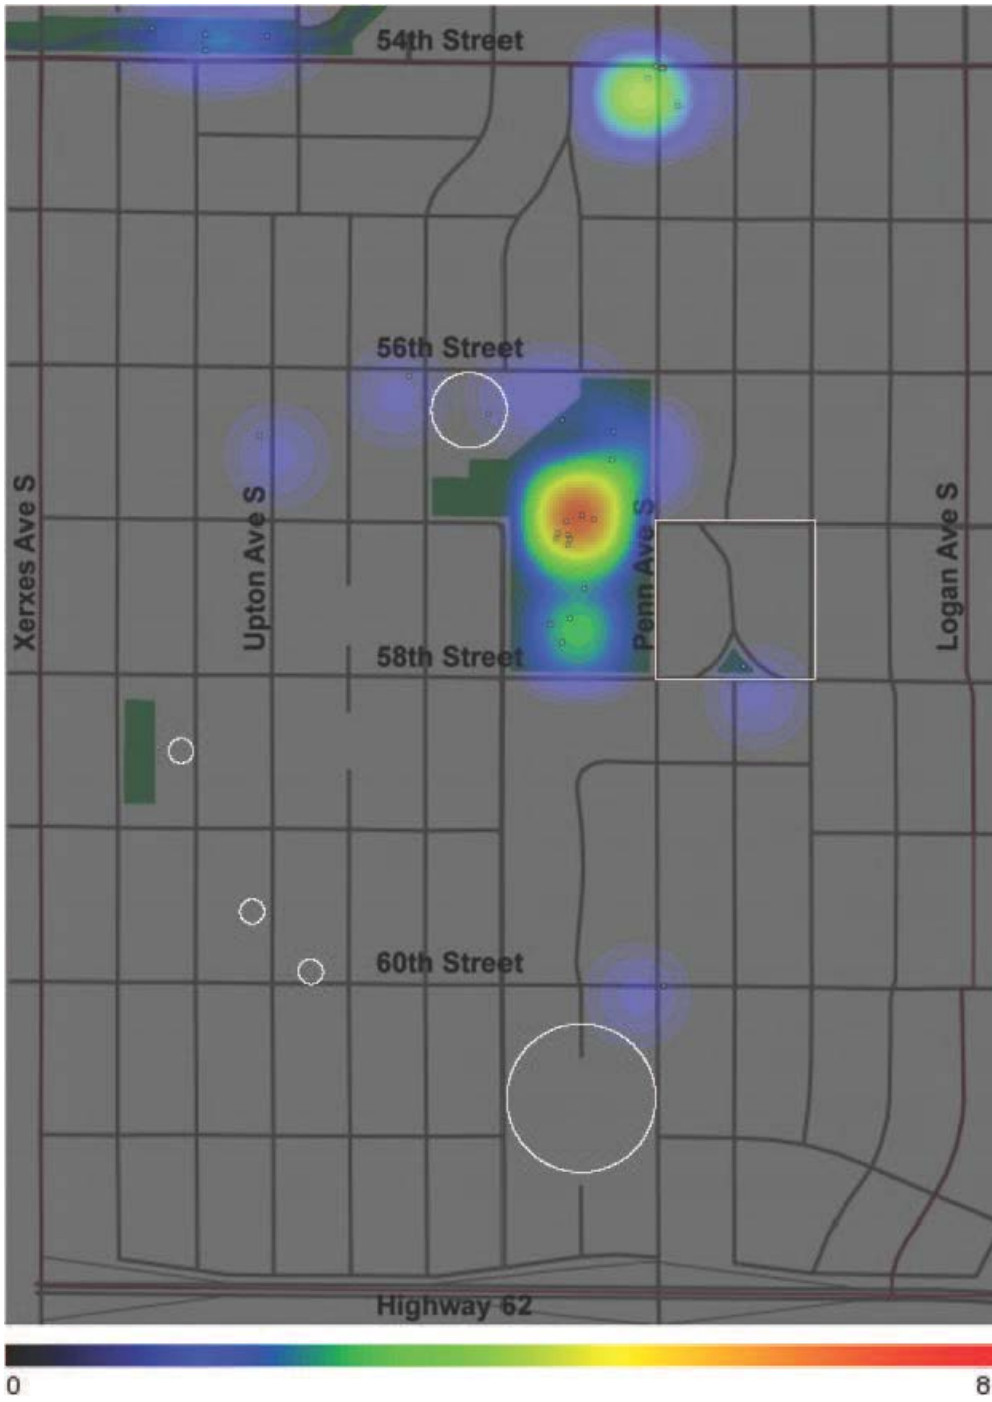 54th Street
56th Street
Xerxes Ave S
Upton Ave S
Penn Ave S
Logan Ave S
58th Street
60th Street
Highway 62
0
8